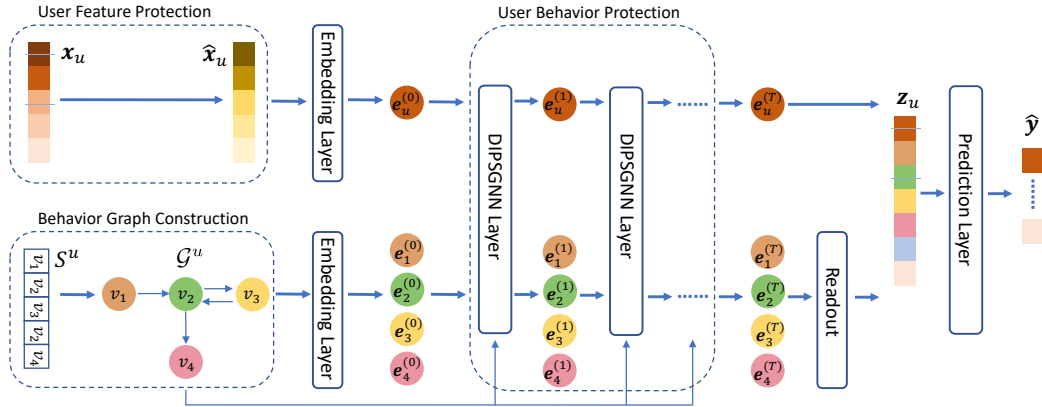 User Feature Protection
x_u
x̂_u
Embedding Layer
e_u^(0)
User Behavior Protection
DIPSGNN Layer
e_u^(1)
DIPSGNN Layer
e_u^(T)
z_u
Prediction Layer
ŷ
Behavior Graph Construction
S^u
v_1
v_2
v_3
v_2
v_4
𝒢^u
v_1
v_2
v_3
v_4
Embedding Layer
e_1^(0)
e_2^(0)
e_3^(0)
e_4^(0)
e_1^(1)
e_2^(1)
e_3^(1)
e_4^(1)
e_1^(T)
e_2^(T)
e_3^(T)
e_4^(T)
Readout